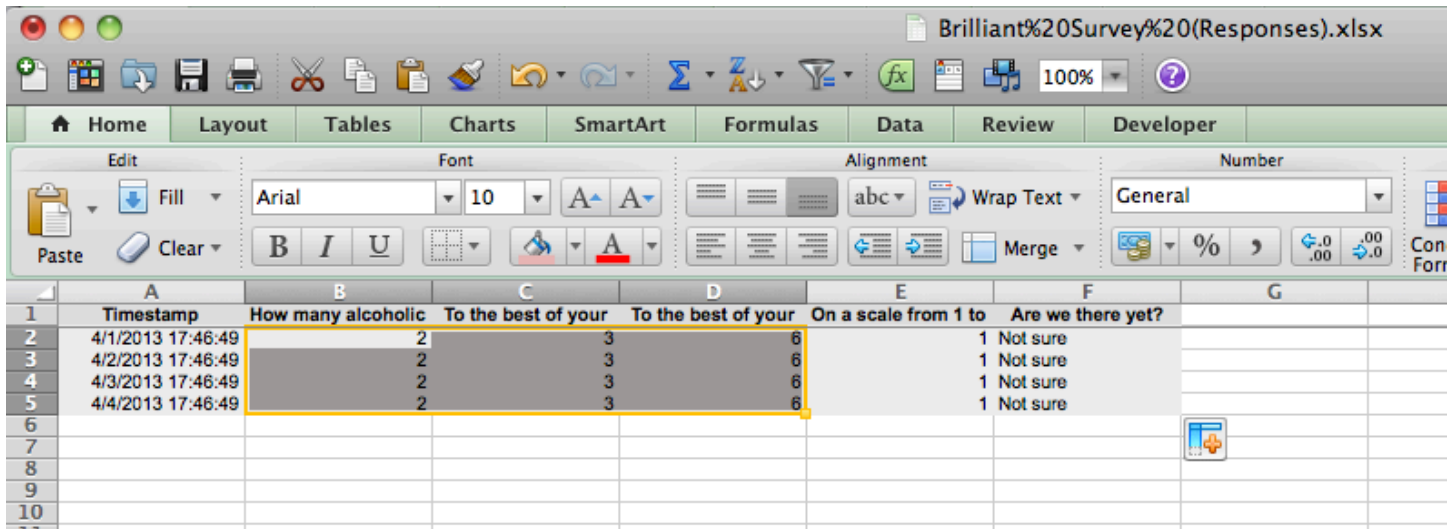 Brilliant%20Survey%20(Responses).xlsx
100%
Home Layout Tables Charts SmartArt Formulas Data Review Developer
Edit Font Alignment Number
Fill Arial 10 abc Wrap Text General
Paste Clear B I U A Merge % Con
Forr
A B C D E F G
1 Timestamp How many alcoholic To the best of your To the best of your On a scale from 1 to Are we there yet?
2 4/1/2013 17:46:49 2 3 6 1 Not sure
3 4/2/2013 17:46:49 2 3 6 1 Not sure
4 4/3/2013 17:46:49 2 3 6 1 Not sure
5 4/4/2013 17:46:49 2 3 6 1 Not sure
6
7
8
9
10